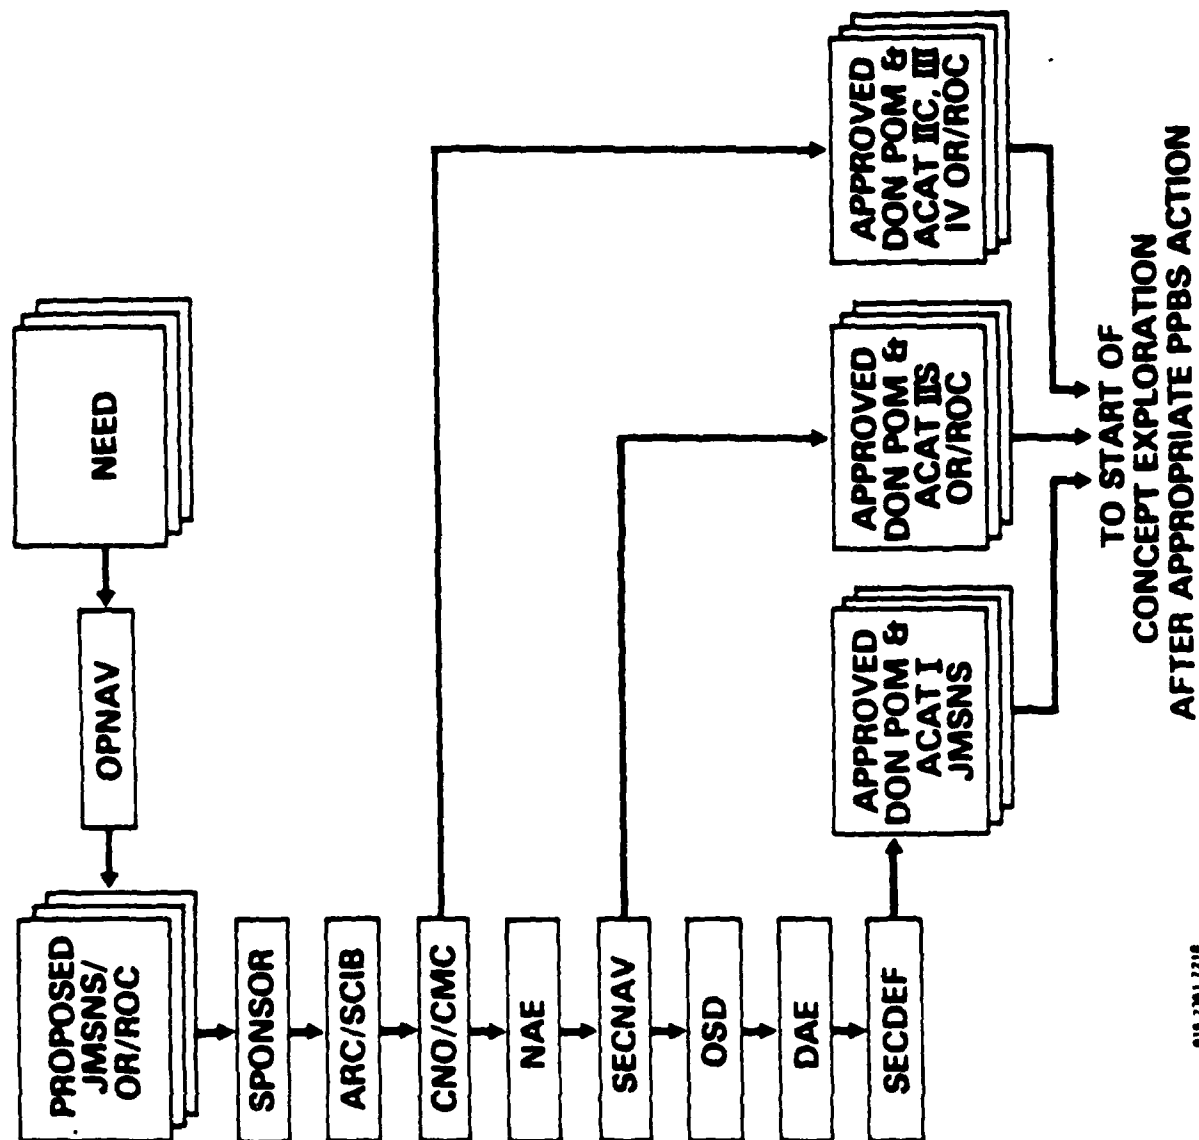 NEED
OPNAV
PROPOSED
JMSNS/
OR/ROC
SPONSOR
ARC/SCIB
CNO/CMC
NAE
SECNAV
OSD
DAE
SECDEF
APPROVED
DON POM &
ACAT I
JMSNS
APPROVED
DON POM &
ACAT IIS
OR/ROC
APPROVED
DON POM &
ACAT IIC, III
IV OR/ROC
TO START OF
CONCEPT EXPLORATION
AFTER APPROPRIATE PPBS ACTION